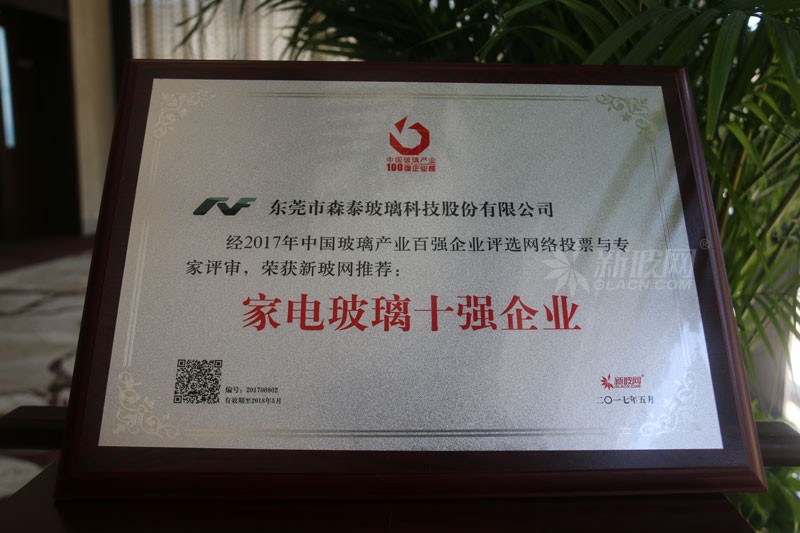 中国玻璃产业
100强企业榜
东莞市森泰玻璃科技股份有限公司
经2017年中国玻璃产业百强企业评选网络投票与专
家评审，荣获新玻网推荐：
新玻网®
GLACN.COM
家电玻璃十强企业
编号：201708802
有效期至2018年5月
新玻网
二〇一七年五月